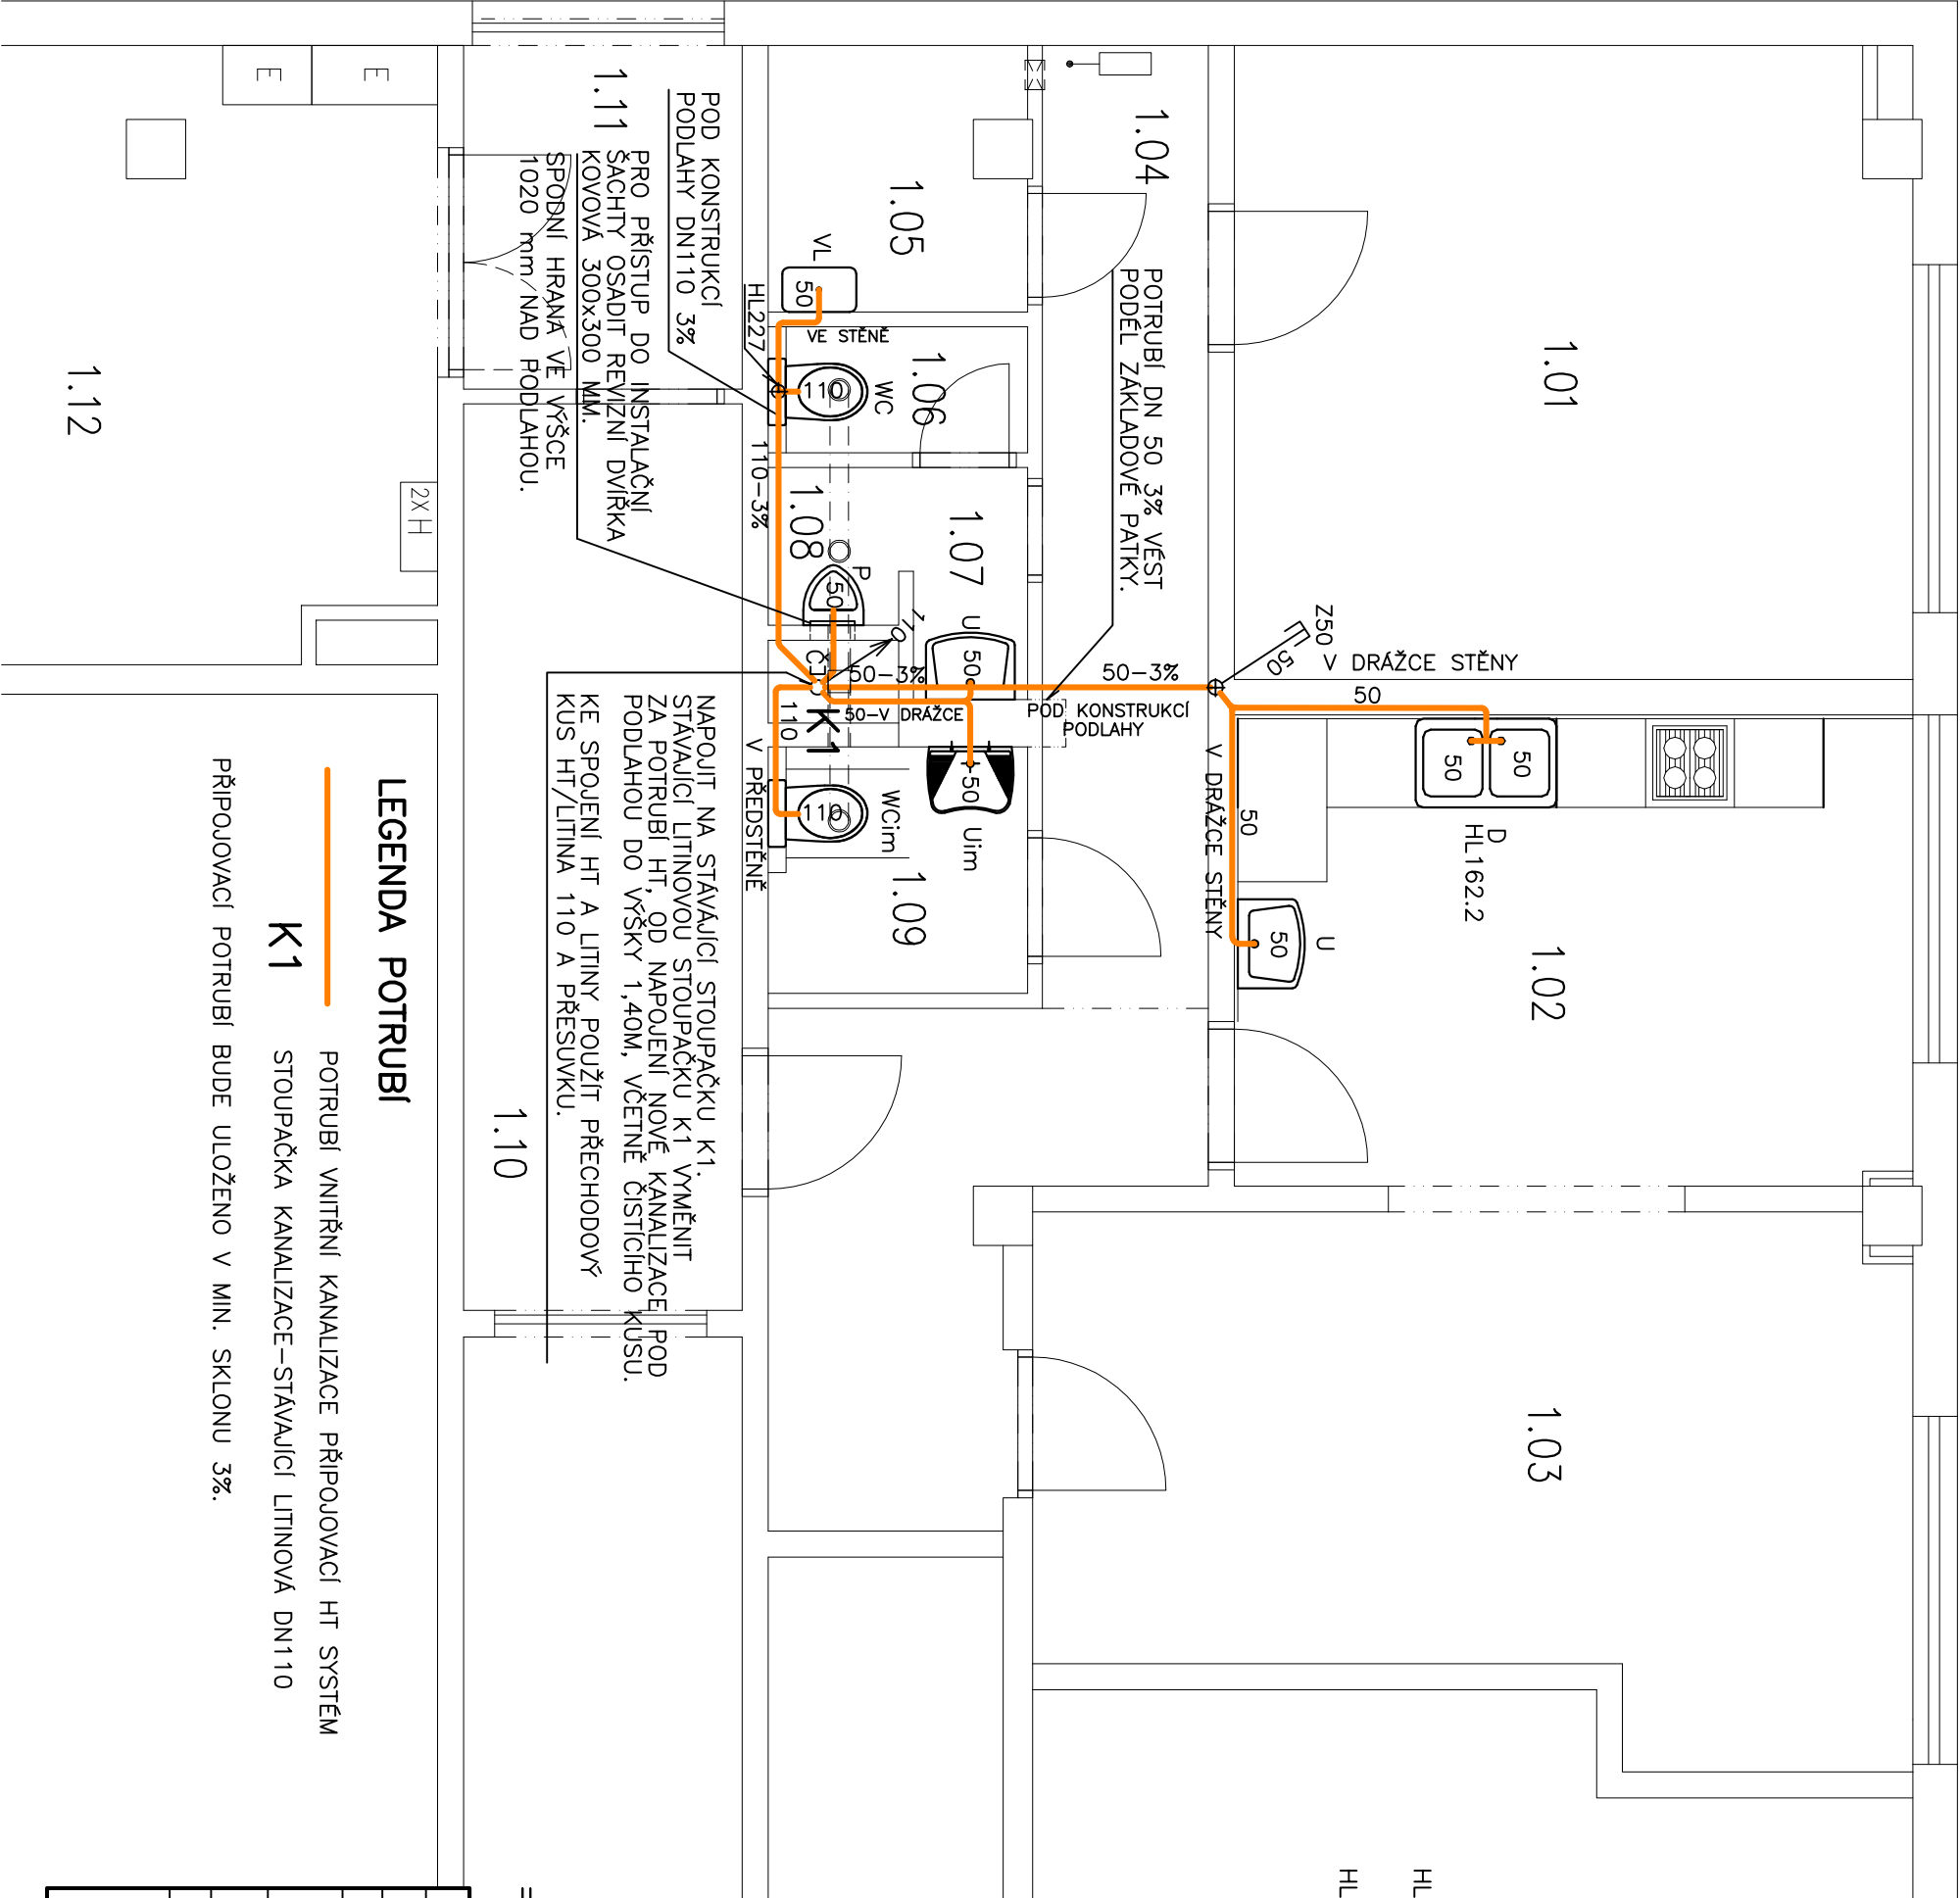 1.01
1.02
1.03
1.04
1.05
1.06
1.07
1.08
1.09
1.10
1.11
1.12
E
E
2X H
POD KONSTRUKCÍ
PODLAHY DN110 3%
PRO PŘÍSTUP DO INSTALAČNÍ
ŠACHTY OSADIT REVIZNÍ DVÍŘKA
KOVOVÁ 300x300 MM.
SPODNÍ HRANA VE VÝŠCE
1020 mm NAD PODLAHOU.
VL
50
HL227
VE STĚNĚ
WC
110
110-3%
P
50
110
ČT
K1
U
50
50-3%
50-V DRÁŽCE
110
V PŘEDSTĚNĚ
WCim
110
Uim
50
POTRUBÍ DN 50 3% VÉST
PODÉL ZÁKLADOVÉ PATKY.
50-3%
POD KONSTRUKCÍ
PODLAHY
Z50
50
V DRÁŽCE STĚNY
50
V DRÁŽCE STĚNY
50
50
50
D
HL162.2
U
50
NAPOJIT NA STÁVAJÍCÍ STOUPAČKU K1.
STÁVAJÍCÍ LITINOVOU STOUPAČKU K1 VYMĚNIT
ZA POTRUBÍ HT, OD NAPOJENÍ NOVÉ KANALIZACE POD
PODLAHOU DO VÝŠKY 1,40M, VČETNĚ ČISTÍCÍHO KUSU.
KE SPOJENÍ HT A LITINY POUŽÍT PŘECHODOVÝ
KUS HT/LITINA 110 A PŘESUVKU.
LEGENDA POTRUBÍ
POTRUBÍ VNITŘNÍ KANALIZACE PŘIPOJOVACÍ HT SYSTÉM
K1 STOUPAČKA KANALIZACE-STÁVAJÍCÍ LITINOVÁ DN110
PŘIPOJOVACÍ POTRUBÍ BUDE ULOŽENO V MIN. SKLONU 3%.
HL
HL
=